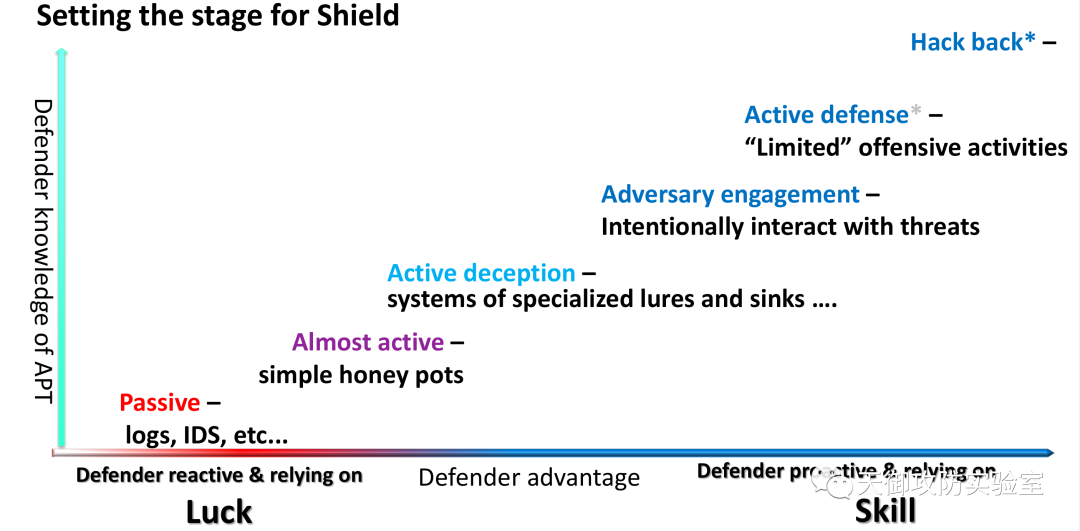 Setting the stage for Shield
Hack back* –
Active defense* –
“Limited” offensive activities
Adversary engagement –
Intentionally interact with threats
Active deception –
systems of specialized lures and sinks ....
Almost active –
simple honey pots
Passive –
logs, IDS, etc...
Defender knowledge of APT
Defender reactive & relying on
Luck
Defender advantage
Defender proactive & relying on
Skill
天御攻防实验室